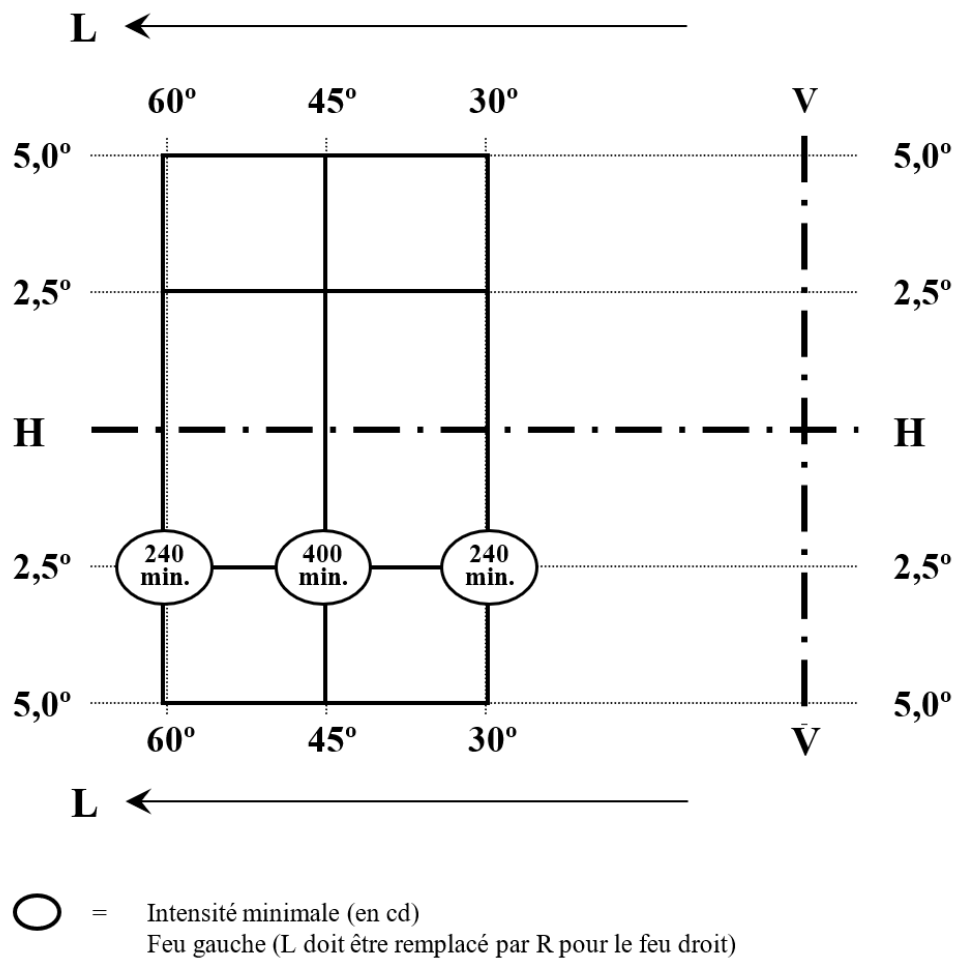 L
60º 45º 30º V
5,0º 5,0º
2,5º 2,5º
H H
240 min. 400 min. 240 min.
2,5º 2,5º
5,0º 5,0º
60º 45º 30º V
L
= Intensité minimale (en cd)
Feu gauche (L doit être remplacé par R pour le feu droit)